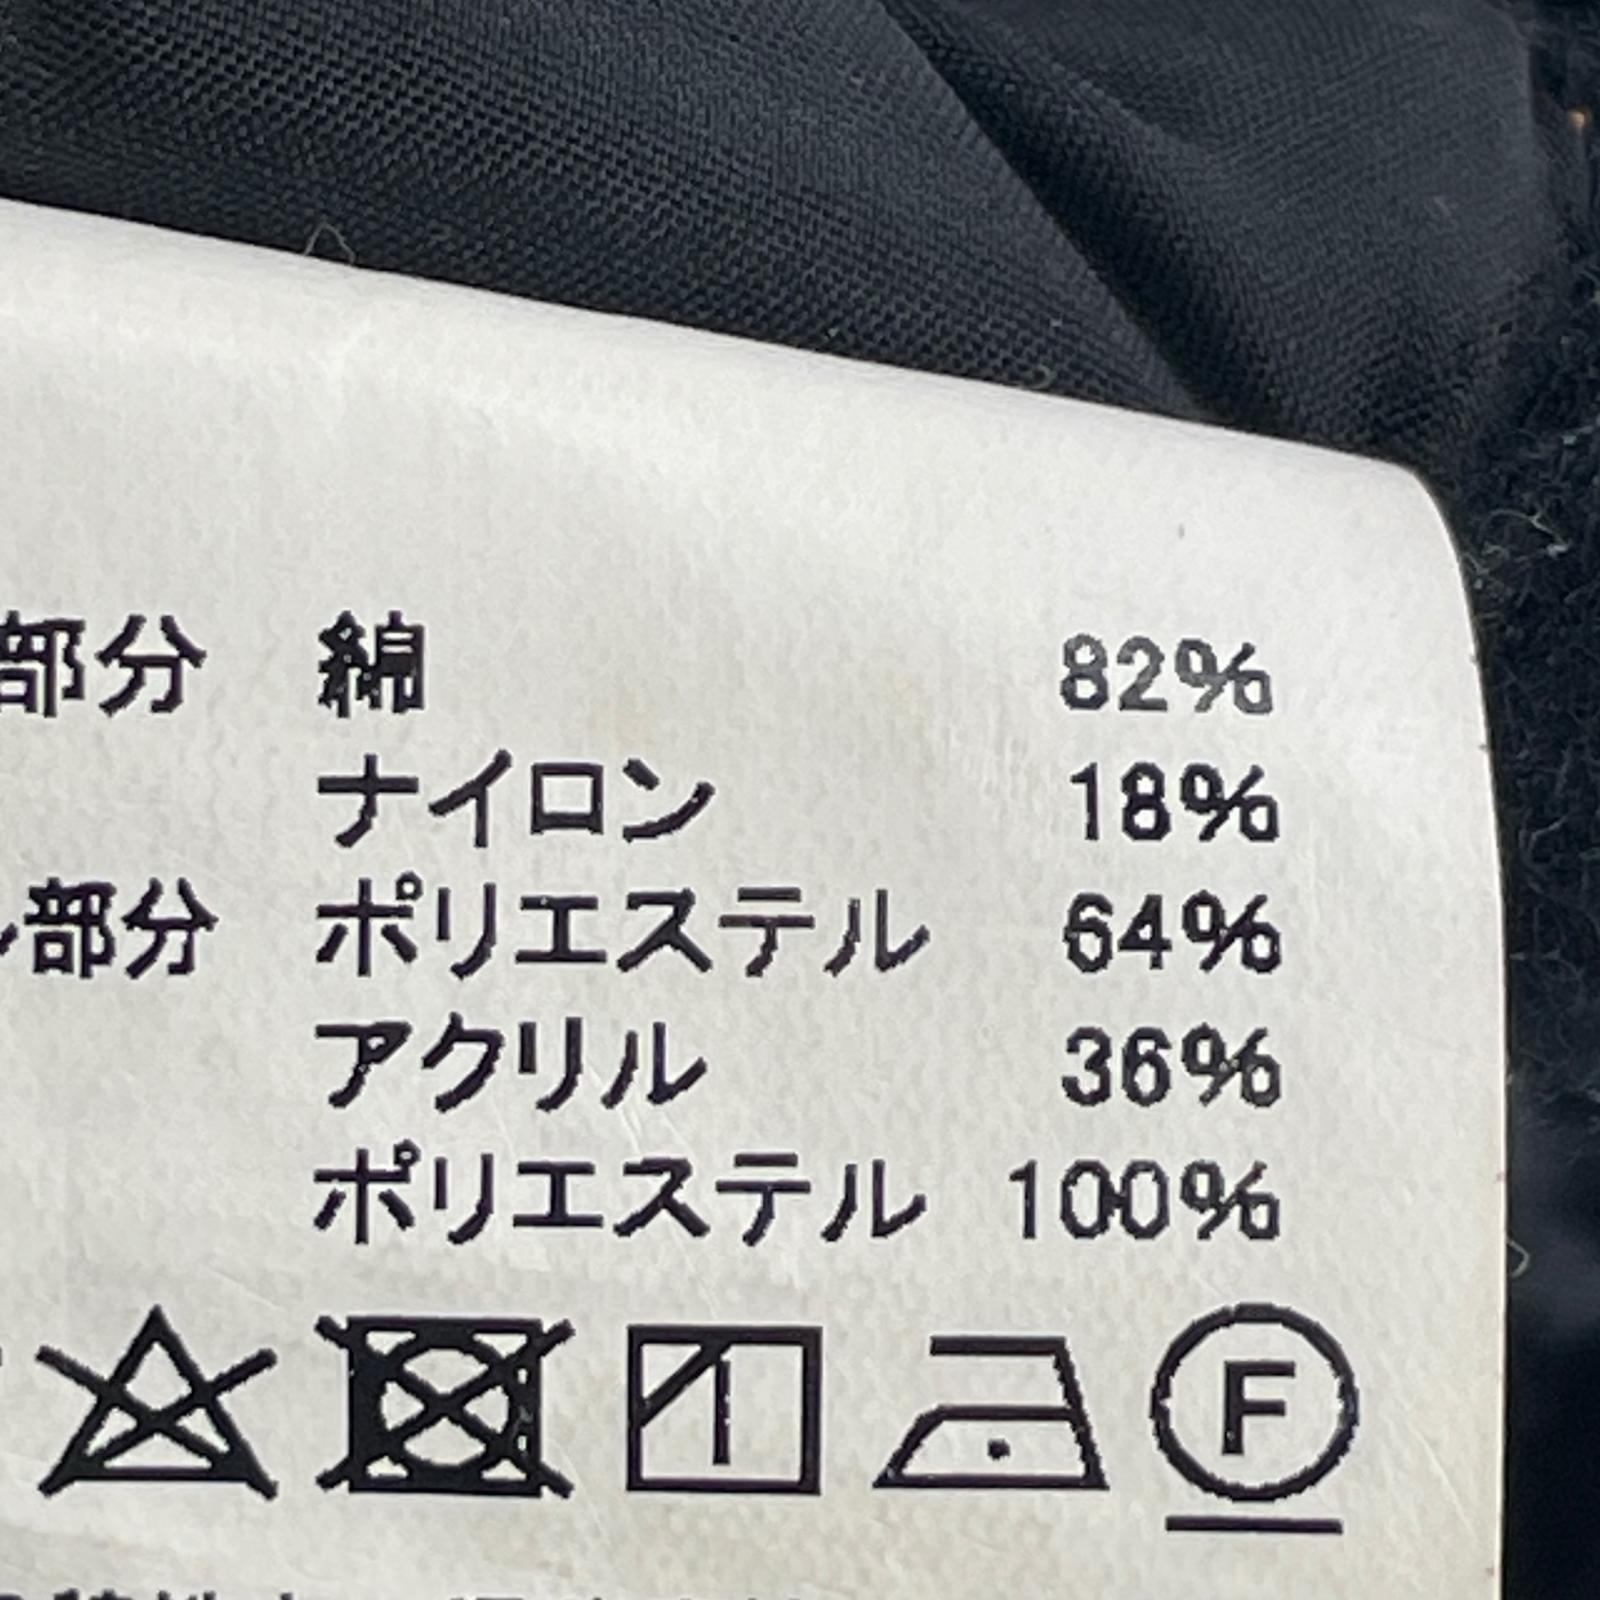 部分 綿 82%
ナイロン 18%
ル部分 ポリエステル 64%
アクリル 36%
ポリエステル 100%
F